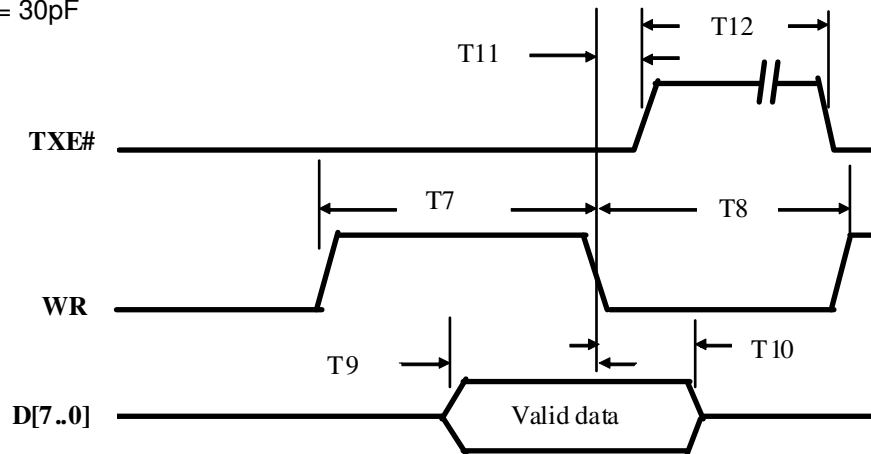 = 30pF
T12
T11
TXE#
T7
T8
WR
T9
T10
D[7..0]
Valid data